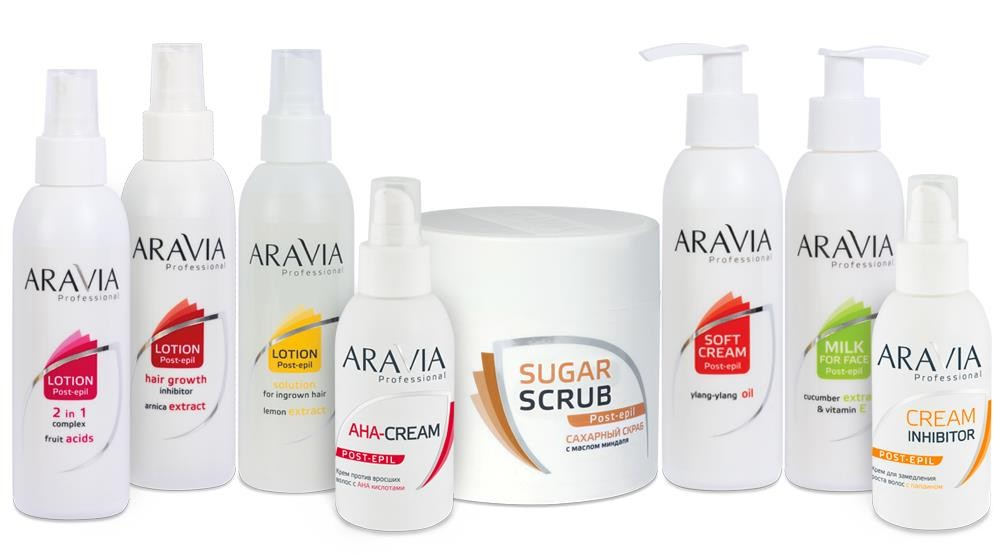 ARAVIA
Professional
LOTION
Post-epil
2 in 1
complex
fruit acids
ARAVIA
Professional
LOTION
Post-epil
hair growth
inhibitor
arnica extract
ARAVIA
Professional
LOTION
Post-epil
solution
for ingrown hair
lemon extract
ARAVIA
Professional
AHA-CREAM
POST-EPIL
Крем против вросших
волос с АНА кислотами
SUGAR
SCRUB
Post-epil
САХАРНЫЙ СКРАБ
с маслом миндаля
ARAVIA
Professional
SOFT
CREAM
Post-epil
ylang-ylang oil
ARAVIA
Professional
MILK
FOR FACE
Post-epil
cucumber extra
& vitamin E
ARAVIA
Professional
CREAM
INHIBITOR
POST-EPIL
Крем для замедления
роста волос с папаином